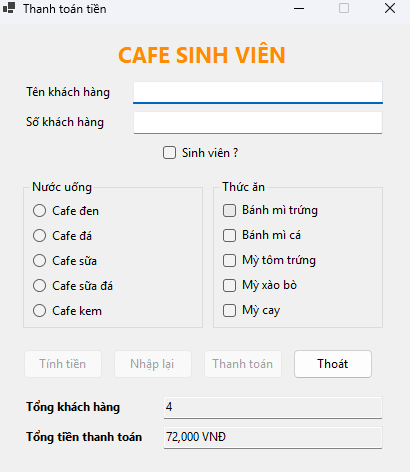 Thanh toán tiền
CAFE SINH VIÊN
Tên khách hàng
Số khách hàng
Sinh viên ?
Nước uống
Cafe đen
Cafe đá
Cafe sữa
Cafe sữa đá
Cafe kem
Thức ăn
Bánh mì trứng
Bánh mì cá
Mỳ tôm trứng
Mỳ xào bò
Mỳ cay
Tính tiền Nhập lại Thanh toán Thoát
Tổng khách hàng 4
Tổng tiền thanh toán 72,000 VNĐ